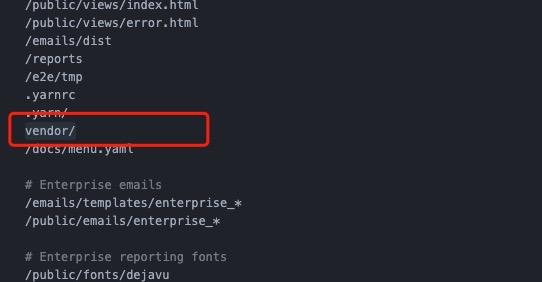 /public/views/index.html
/public/views/error.html
/emails/dist
/reports
/e2e/tmp
.yarnrc
.yarn/
vendor/
/docs/menu.yaml
# Enterprise emails
/emails/templates/enterprise_*
/public/emails/enterprise_*
# Enterprise reporting fonts
/public/fonts/dejavu